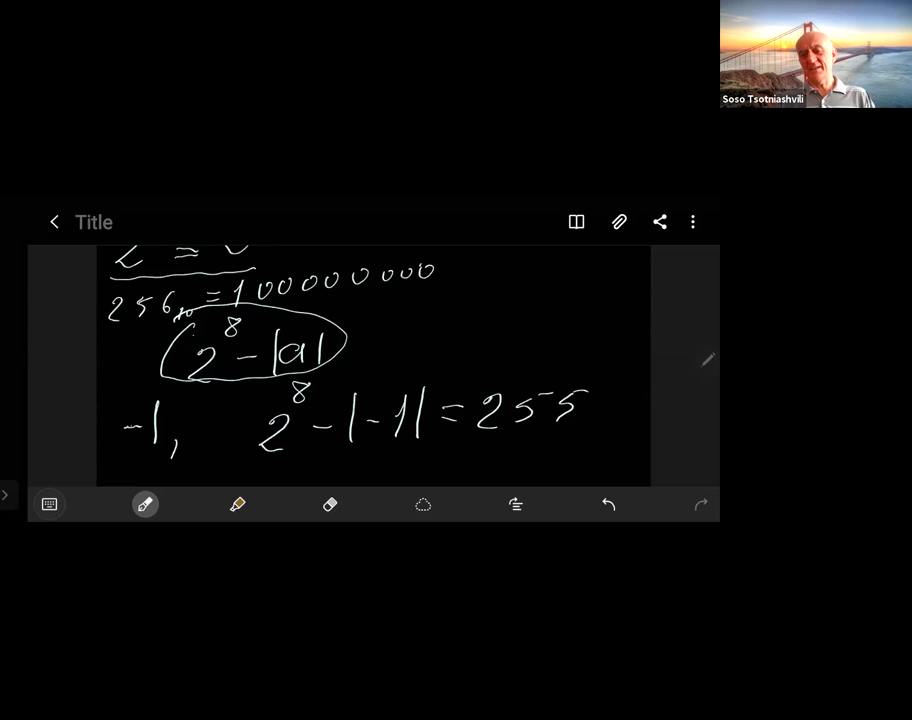 Soso Tsotniashvili
Title
256₁₀ = 100000000
2⁸ - |a|
-1, 2⁸ - |-1| = 255